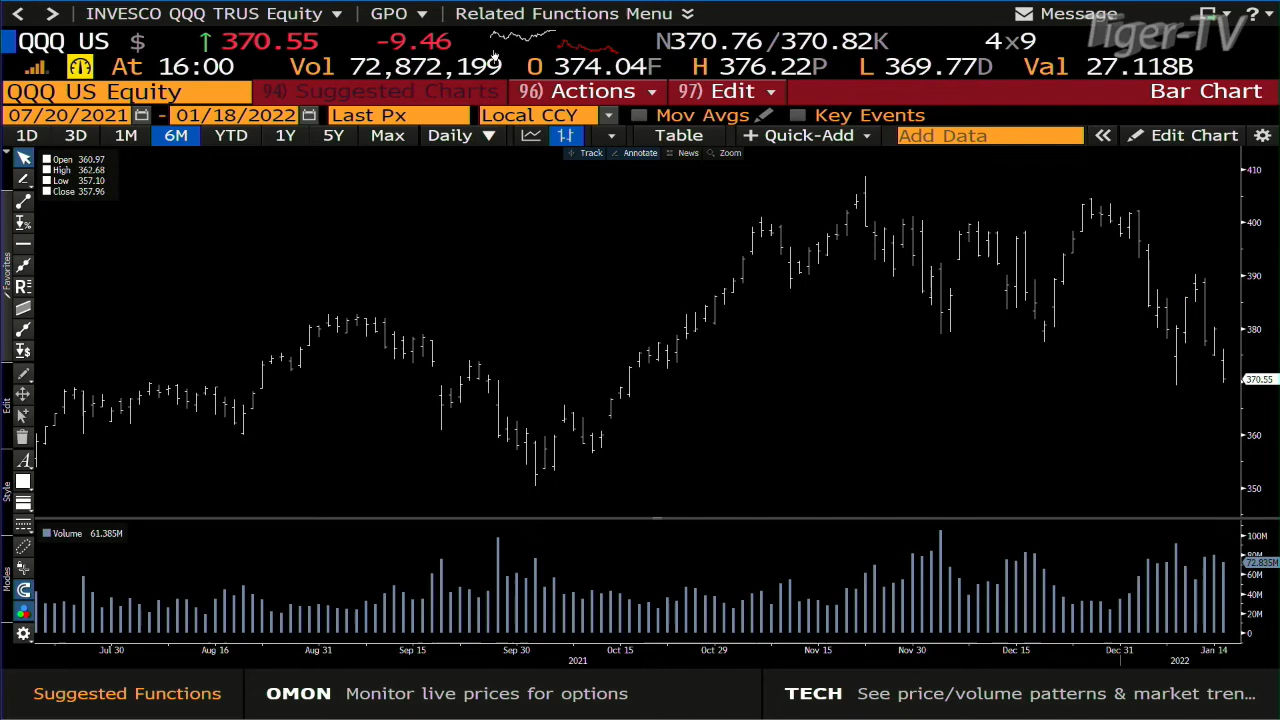 INVESCO QQQ TRUS Equity GPO Related Functions Menu Message ?
Tiger-TV
QQQ US $ ↑ 370.55 -9.46 N370.76 /370.82K 4x9
At 16:00 Vol 72,872,199 O 374.04F H 376.22P L 369.77D Val 27.118B
QQQ US Equity 94) Suggested Charts 96) Actions 97) Edit Bar Chart
07/20/2021 - 01/18/2022 Last Px Local CCY Mov Avgs Key Events
1D 3D 1M 6M YTD 1Y 5Y Max Daily Table + Quick-Add Add Data Edit Chart
Track Annotate News Zoom
Open 360.97
High 362.68
Low 357.10
Close 357.96
410
400
390
380
370.55
360
350
Favorites
Edit
Style
Modes
Volume 61.385M
100M
80M
72.835M
60M
40M
20M
0
Jul 30 Aug 16 Aug 31 Sep 15 Sep 30 Oct 15 Oct 29 Nov 15 Nov 30 Dec 15 Dec 31 Jan 14
2021 2022
Suggested Functions OMON Monitor live prices for options TECH See price/volume patterns & market tren...